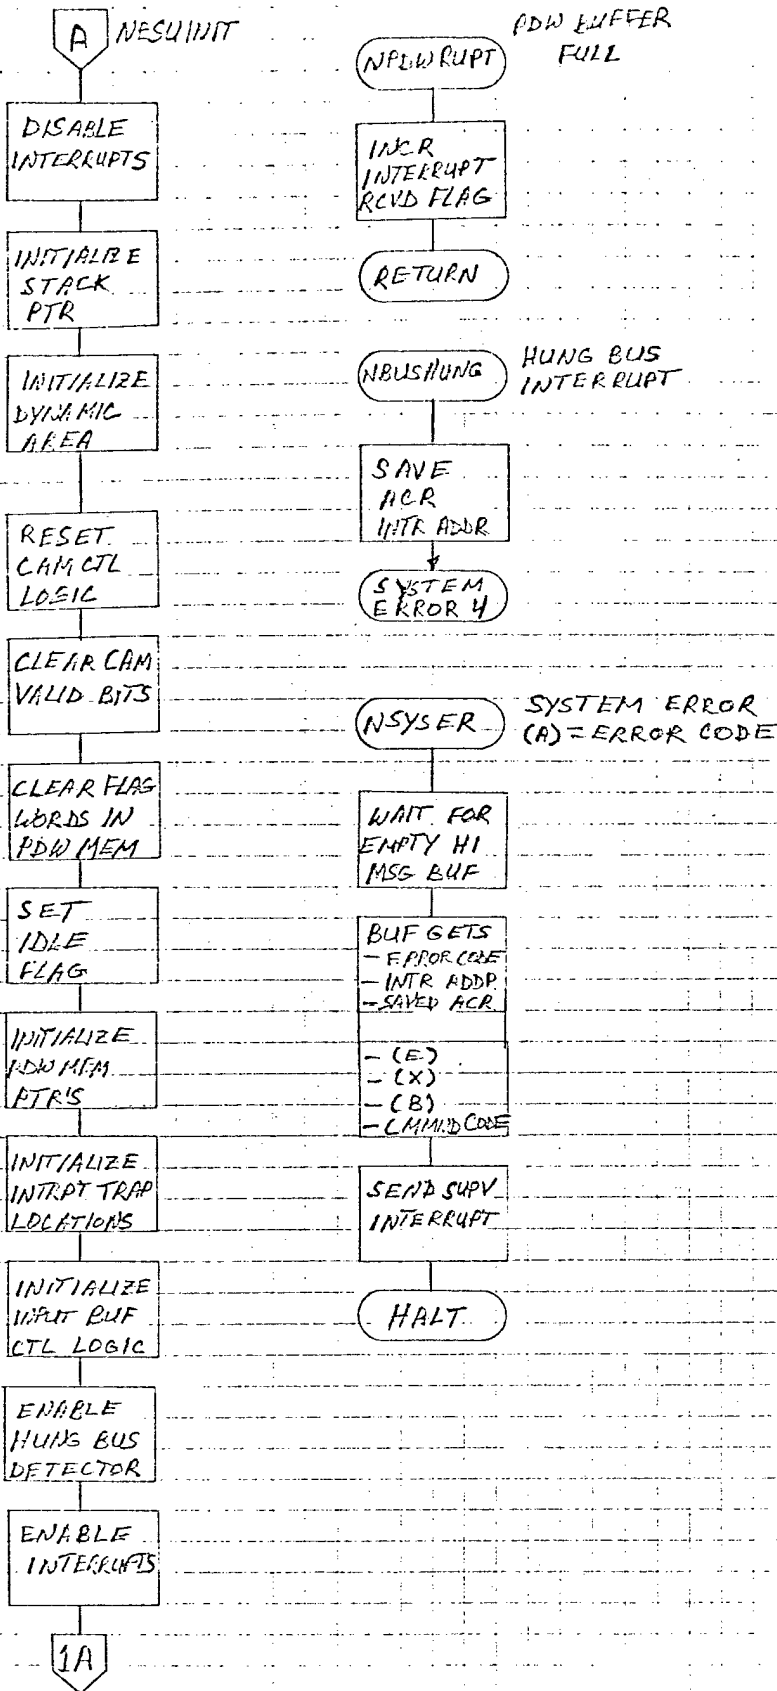 A NESUINIT
DISABLE
INTERRUPTS
INITIALIZE
STACK
PTR
INITIALIZE
DYNAMIC
AREA
RESET
CAM CTL
LOGIC
CLEAR CAM
VALID BITS
CLEAR FLAG
WORDS IN
PDW MEM
SET
IDLE
FLAG
INITIALIZE
PDW MEM
PTR'S
INITIALIZE
INTRPT TRAP
LOCATIONS
INITIALIZE
INPUT BUF
CTL LOGIC
ENABLE
HUNG BUS
DETECTOR
ENABLE
INTERRUPTS
1A
NPDWRUPT
PDW BUFFER
FULL
INCR
INTERRUPT
RCVD FLAG
RETURN
NBUSHUNG
HUNG BUS
INTERRUPT
SAVE
ACR
INTR ADDR
SYSTEM
ERROR 4
NSYSER
SYSTEM ERROR
(A) = ERROR CODE
WAIT FOR
EMPTY HI
MSG BUF
BUF GETS
- ERROR CODE
- INTR ADDR
- SAVED ACR
- (E)
- (X)
- (B)
- CMMND CODE
SEND SUPV
INTERRUPT
HALT